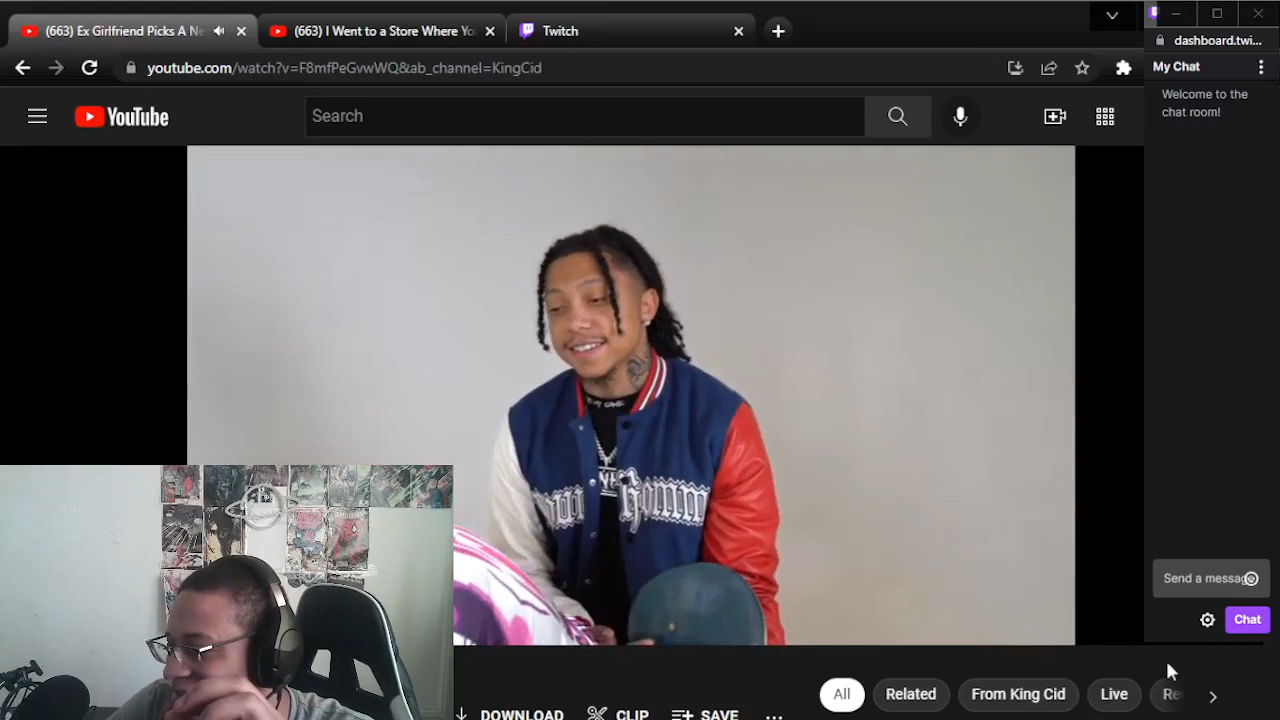 (663) Ex Girlfriend Picks A Ne
(663) I Went to a Store Where Yo
Twitch
dashboard.twi...
youtube.com/watch?v=F8mfPeGvwWQ&ab_channel=KingCid
My Chat
Welcome to the
chat room!
YouTube
Search
Send a message
Chat
All
Related
From King Cid
Live
Re
DOWNLOAD
CLIP
SAVE
...